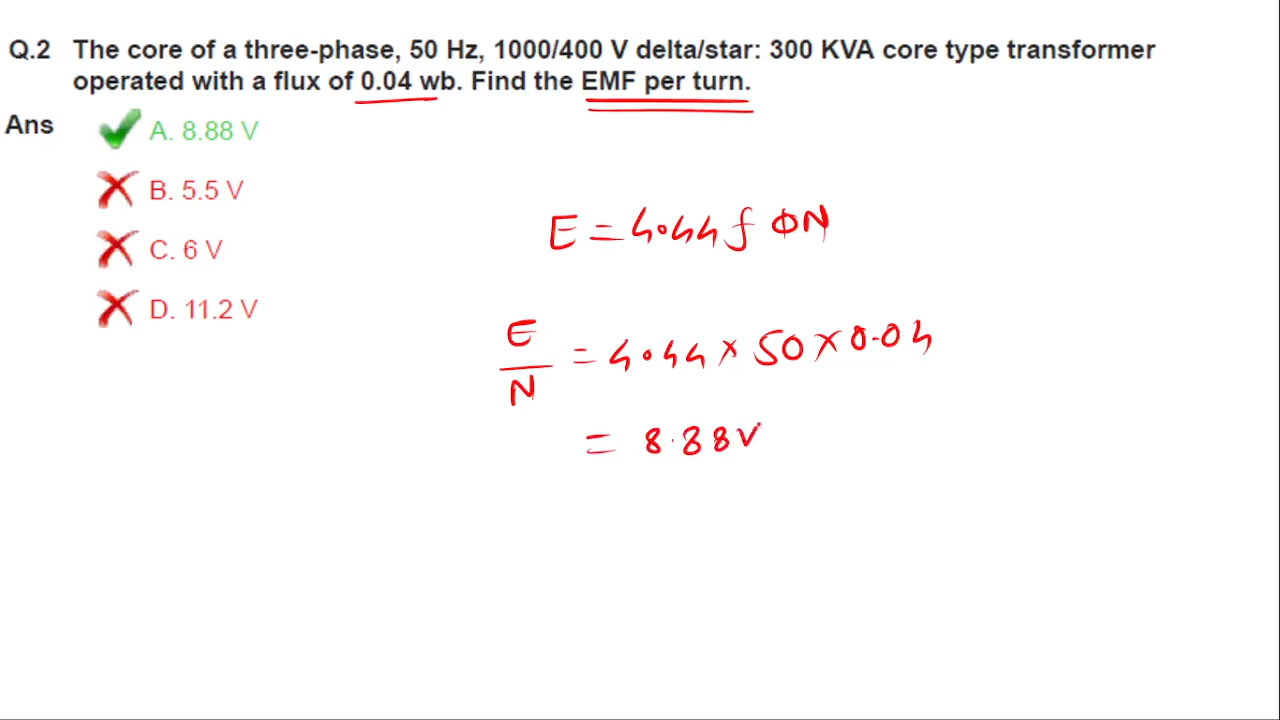 Q.2 The core of a three-phase, 50 Hz, 1000/400 V delta/star: 300 KVA core type transformer
operated with a flux of 0.04 wb. Find the EMF per turn.
Ans
A. 8.88 V
B. 5.5 V
C. 6 V
D. 11.2 V
E = 4.44 f Φ N
E/N = 4.44 × 50 × 0.04
= 8.88V